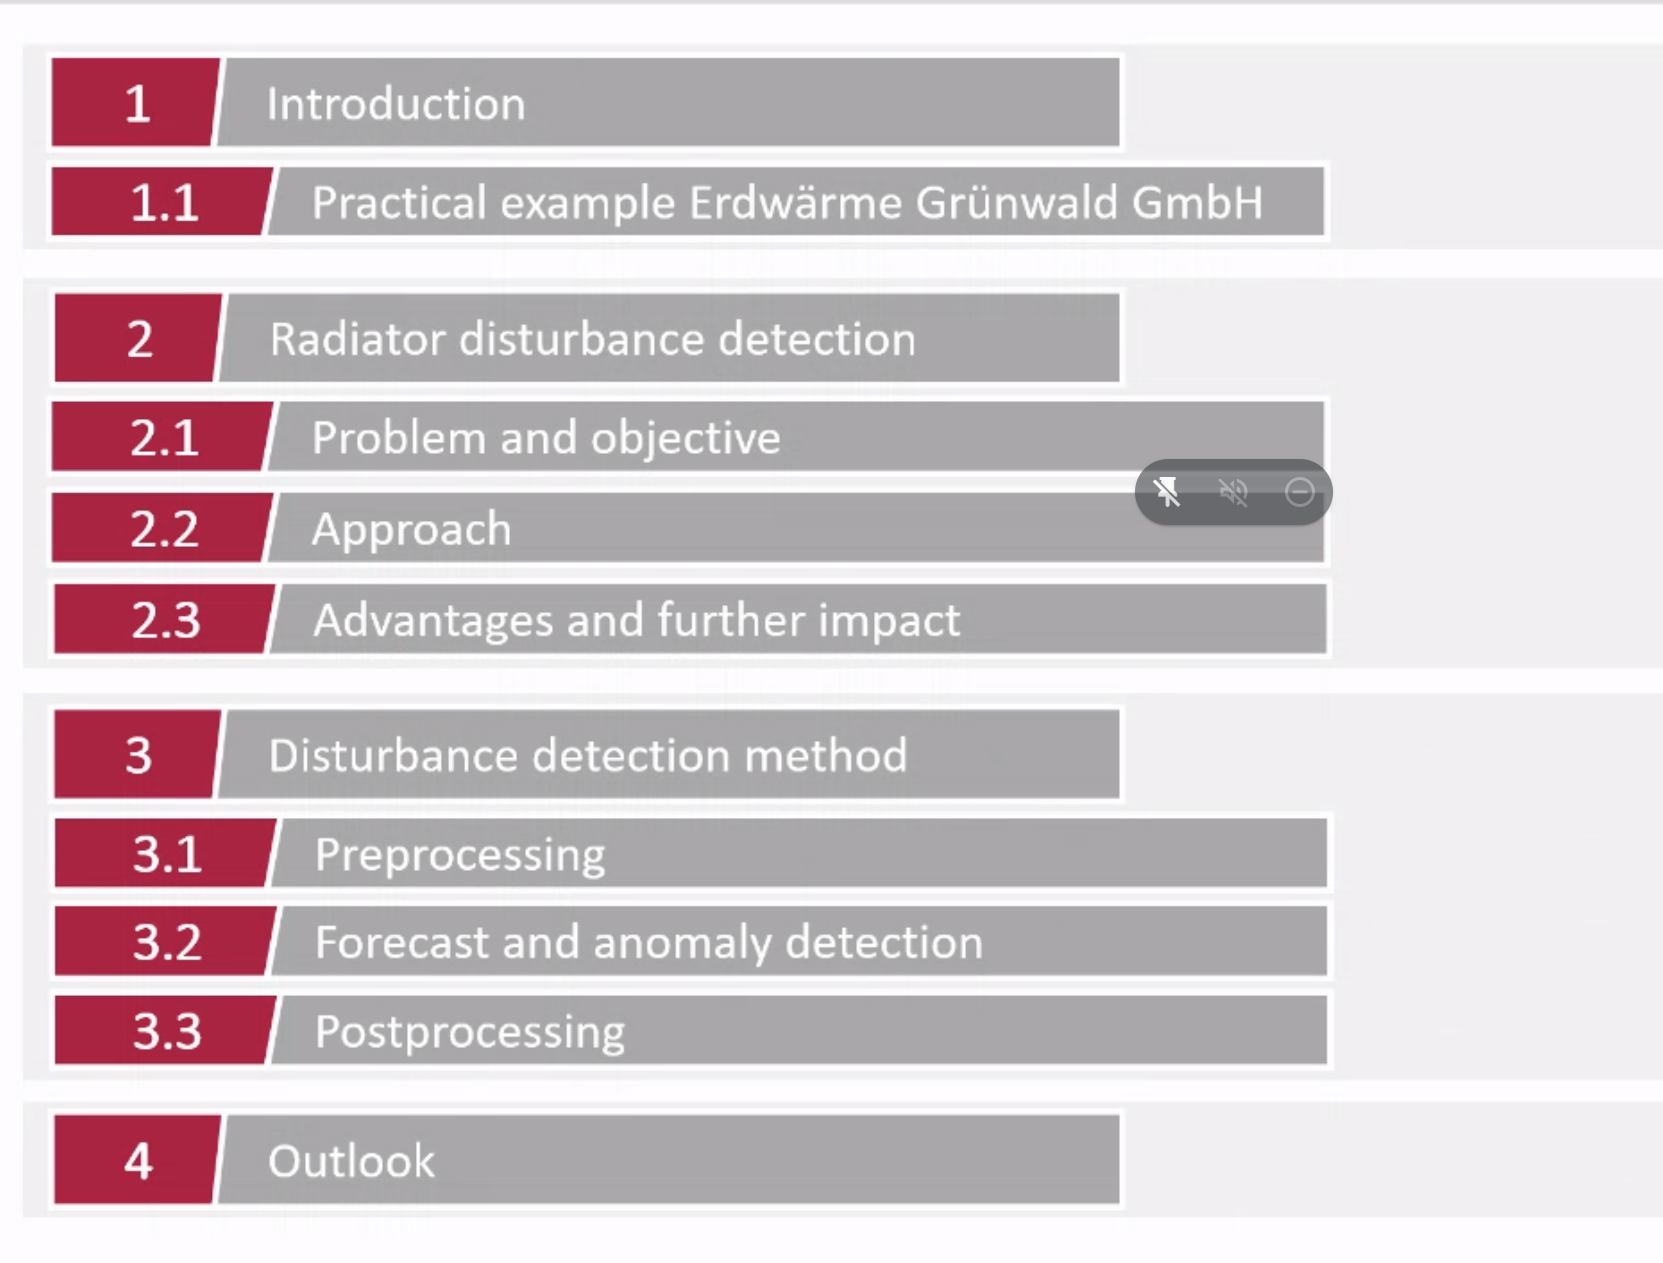 1 Introduction
1.1 Practical example Erdwärme Grünwald GmbH
2 Radiator disturbance detection
2.1 Problem and objective
2.2 Approach
2.3 Advantages and further impact
3 Disturbance detection method
3.1 Preprocessing
3.2 Forecast and anomaly detection
3.3 Postprocessing
4 Outlook